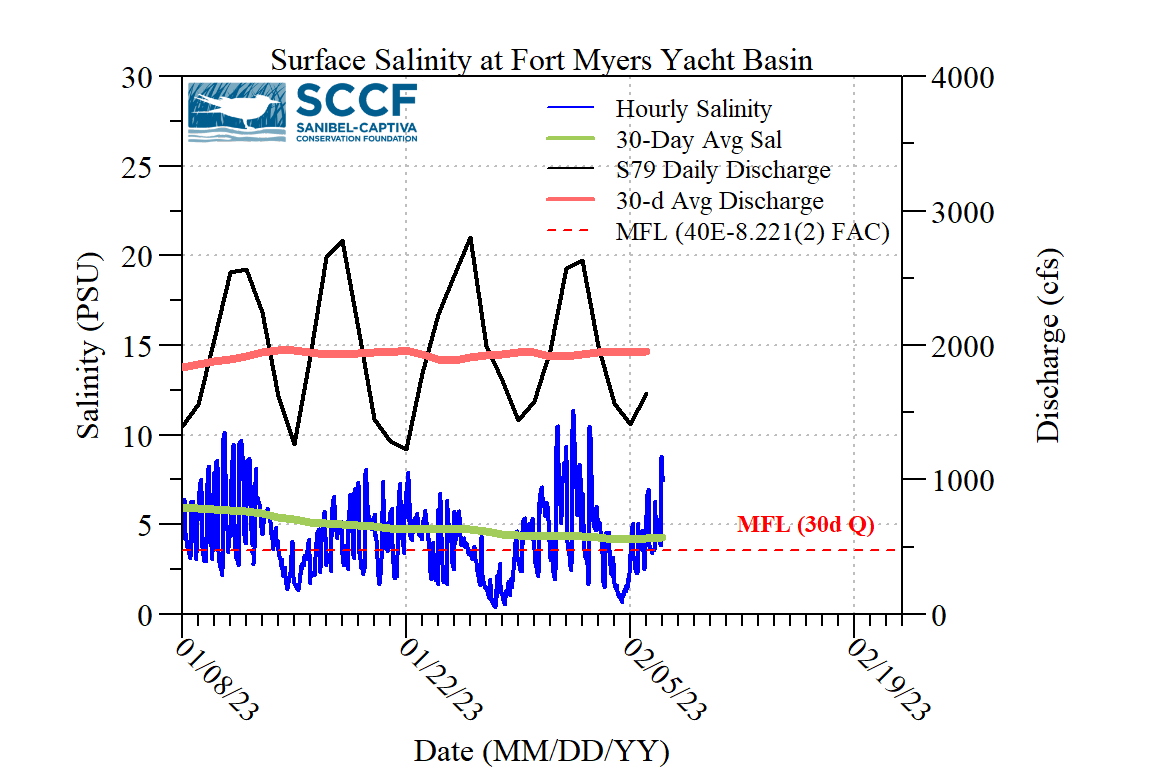 Surface Salinity at Fort Myers Yacht Basin
SCCF
SANIBEL-CAPTIVA
CONSERVATION FOUNDATION
Hourly Salinity
30-Day Avg Sal
S79 Daily Discharge
30-d Avg Discharge
MFL (40E-8.221(2) FAC)
30
25
20
15
10
5
0
Salinity (PSU)
4000
3000
2000
1000
0
Discharge (cfs)
MFL (30d Q)
01/08/23
01/22/23
02/05/23
02/19/23
Date (MM/DD/YY)